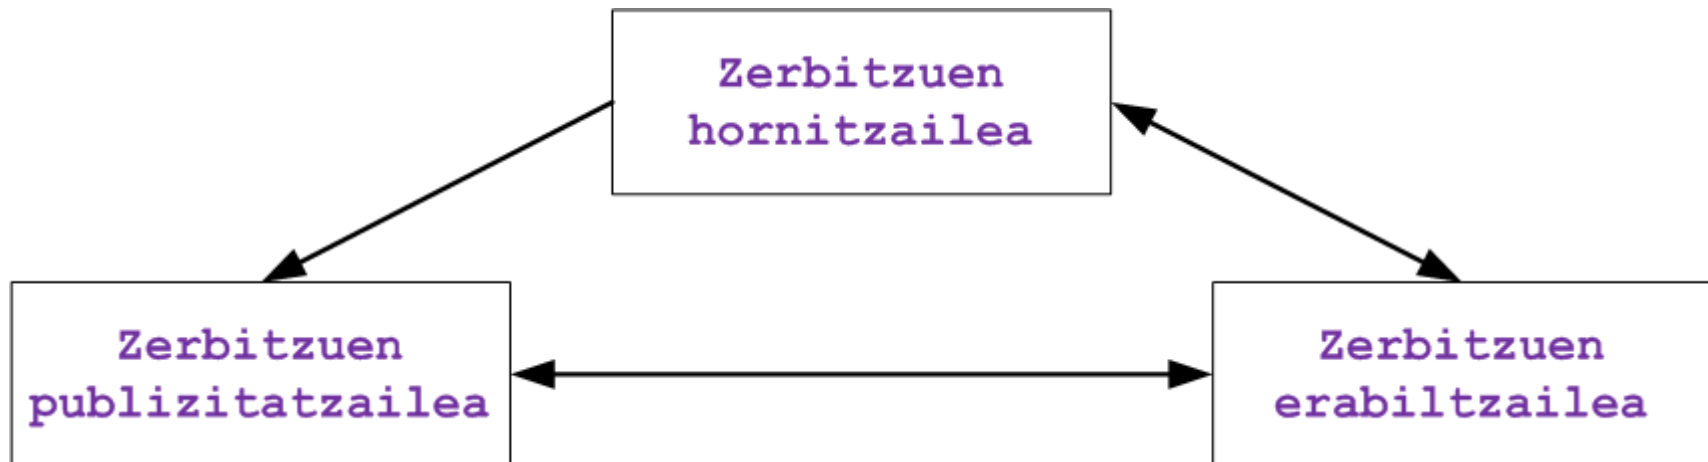 Zerbitzuen
hornitzailea
Zerbitzuen
publizitatzailea
Zerbitzuen
erabiltzailea